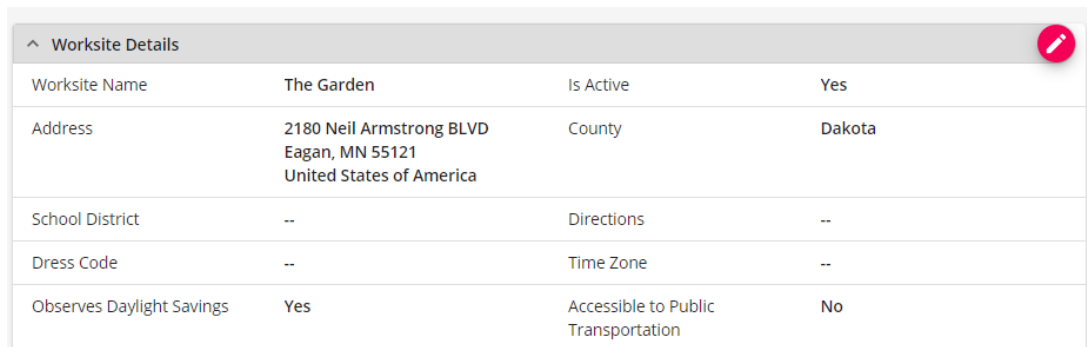 Worksite Details
Worksite Name The Garden Is Active Yes
Address 2180 Neil Armstrong BLVD County Dakota
Eagan, MN 55121
United States of America
School District -- Directions --
Dress Code -- Time Zone --
Observes Daylight Savings Yes Accessible to Public No
Transportation